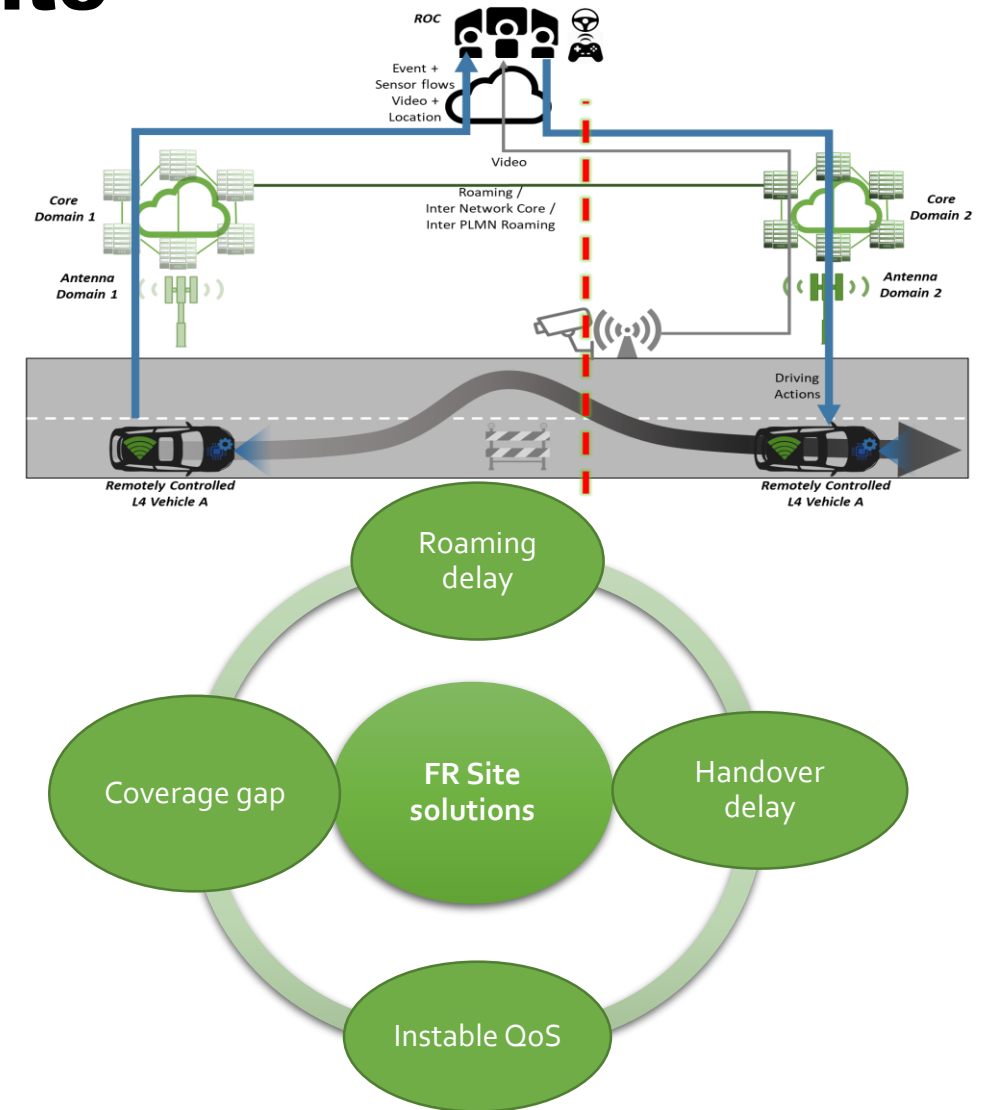 ROC
Event +
Sensor flows
Video +
Location
Video
Roaming /
Inter Network Core /
Inter PLMN Roaming
Core
Domain 1
Core
Domain 2
Antenna
Domain 1
Antenna
Domain 2
Driving
Actions
Remotely Controlled
L4 Vehicle A
Remotely Controlled
L4 Vehicle A
Roaming
delay
Coverage gap
FR Site
solutions
Handover
delay
Instable QoS